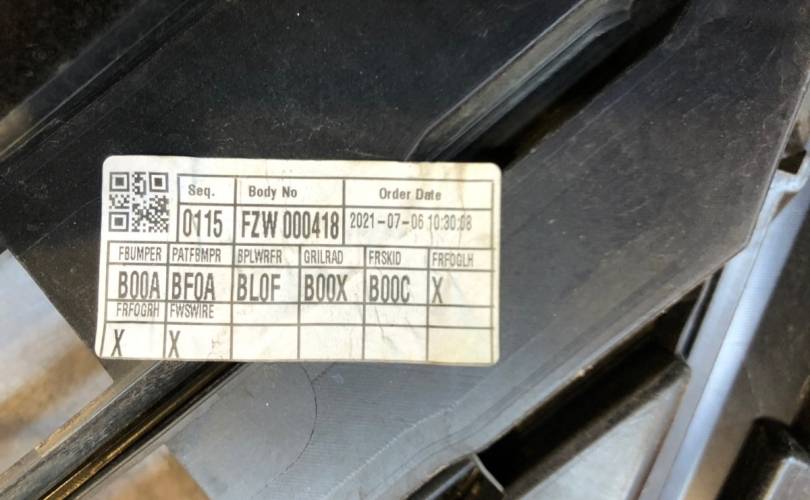 Seq. Body No Order Date
0115 FZW 000418 2021-07-06 10:30:08
FBUMPER PATFBMPR BPLWRFR GRILRAD FRSKID FRFOGLH
B00A BF0A BL0F B00X B00C X
FRFOGRH FWSWIRE
X X